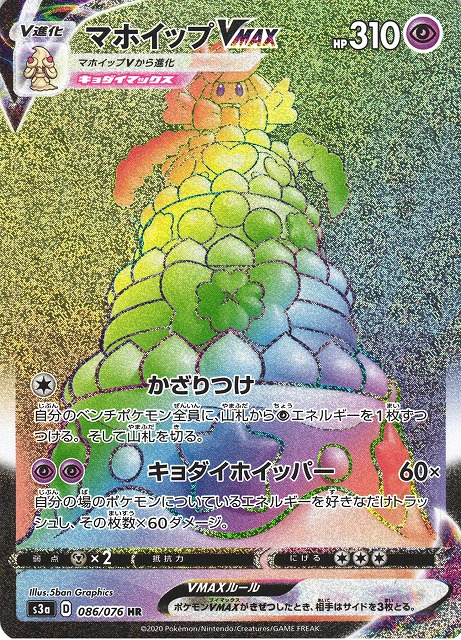 V進化 マホイップVMAX HP310
マホイップVから進化
キョダイマックス
かざりつけ
自分のベンチポケモン全員に、山札から エネルギーを1枚ずつ
つける。そして山札を切る。
キョダイホイッパー 60×
自分の場のポケモンについているエネルギーを好きなだけトラッ
シュし、その枚数×60ダメージ。
弱点 ×2 抵抗力 にげる
Illus.5ban Graphics
VMAXルール
s3a D 086/076 HR
ポケモンVMAXがきぜつしたとき、相手はサイドを3枚とる。
©2020 Pokémon/Nintendo/Creatures/GAME FREAK.